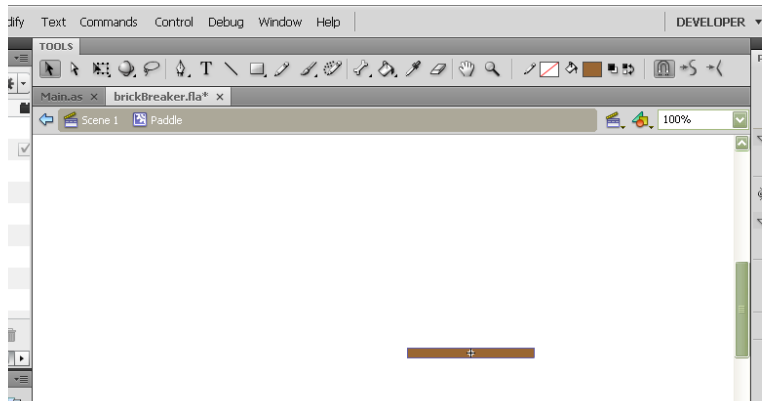 dify Text Commands Control Debug Window Help DEVELOPER
TOOLS
T
Main.as × brickBreaker.fla* ×
Scene 1 Paddle 100%